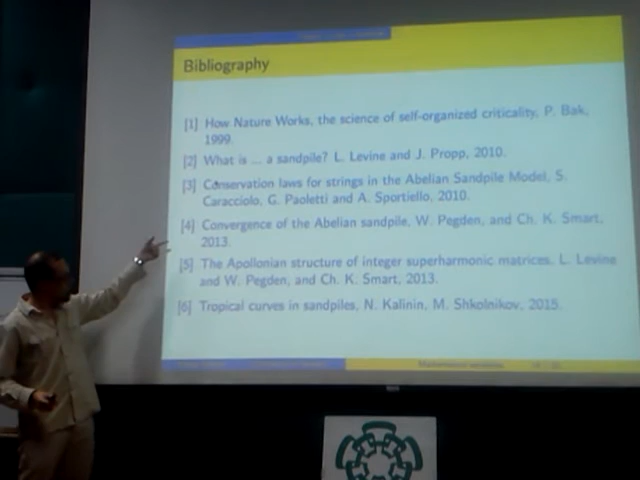 Bibliography
[1] How Nature Works, the science of self-organized criticality, P. Bak,
1999.
[2] What is ... a sandpile? L. Levine and J. Propp, 2010.
[3] Conservation laws for strings in the Abelian Sandpile Model, S.
Caracciolo, G. Paoletti and A. Sportiello, 2010.
[4] Convergence of the Abelian sandpile, W. Pegden, and Ch. K. Smart,
2013.
[5] The Apollonian structure of integer superharmonic matrices. L. Levine
and W. Pegden, and Ch. K. Smart, 2013.
[6] Tropical curves in sandpiles, N. Kalinin, M. Shkolnikov, 2015.